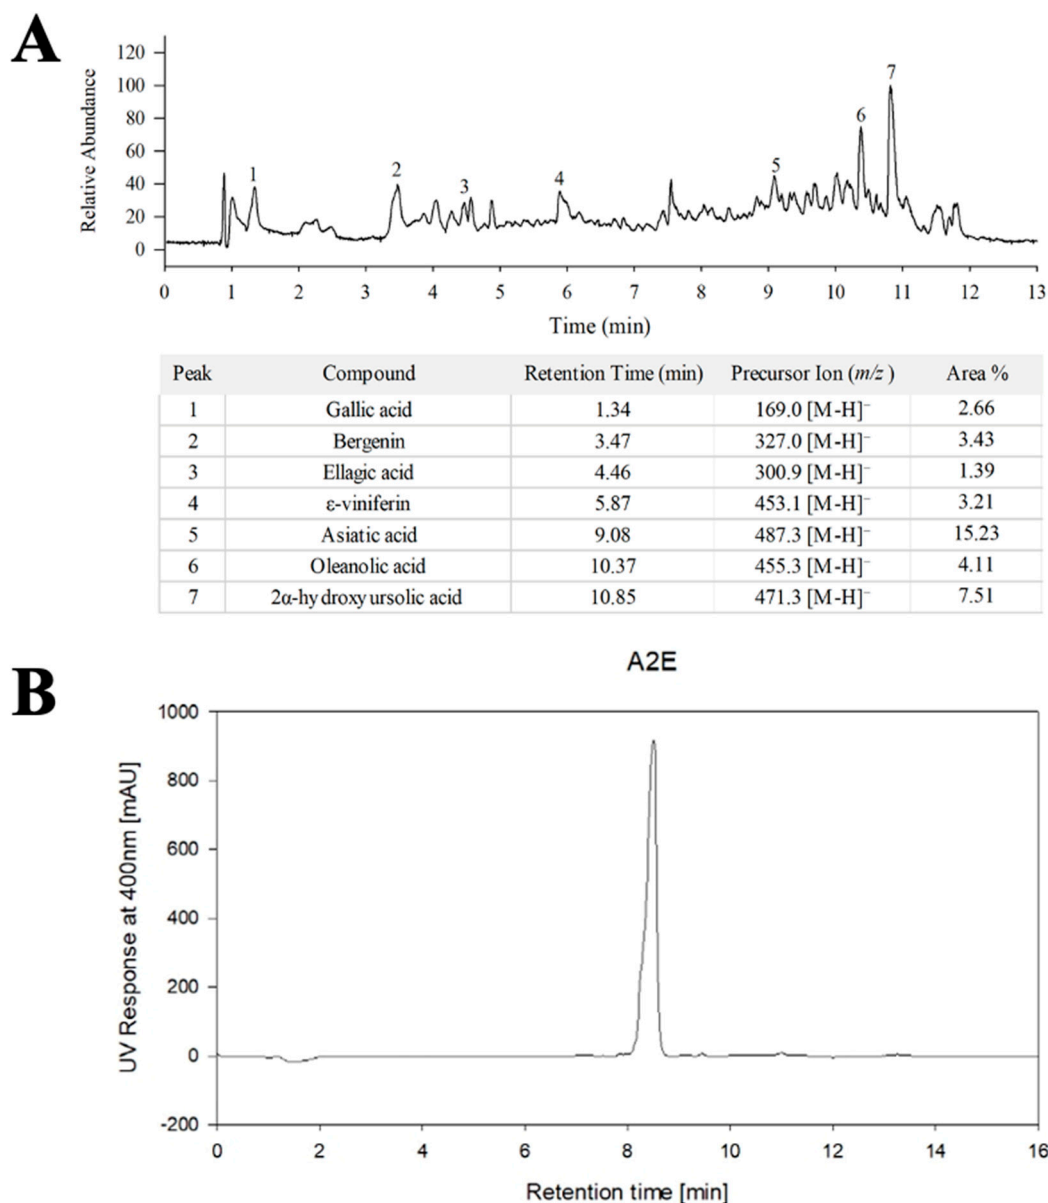 A
Relative Abundance
120
100
80
60
40
20
0
1
2
3
4
5
6
7
0 1 2 3 4 5 6 7 8 9 10 11 12 13
Time (min)
Peak Compound Retention Time (min) Precursor Ion (m/z) Area %
1 Gallic acid 1.34 169.0 [M-H]⁻ 2.66
2 Bergenin 3.47 327.0 [M-H]⁻ 3.43
3 Ellagic acid 4.46 300.9 [M-H]⁻ 1.39
4 ε-viniferin 5.87 453.1 [M-H]⁻ 3.21
5 Asiatic acid 9.08 487.3 [M-H]⁻ 15.23
6 Oleanolic acid 10.37 455.3 [M-H]⁻ 4.11
7 2α-hydroxy ursolic acid 10.85 471.3 [M-H]⁻ 7.51
B
A2E
UV Response at 400nm [mAU]
1000
800
600
400
200
0
-200
0 2 4 6 8 10 12 14 16
Retention time [min]